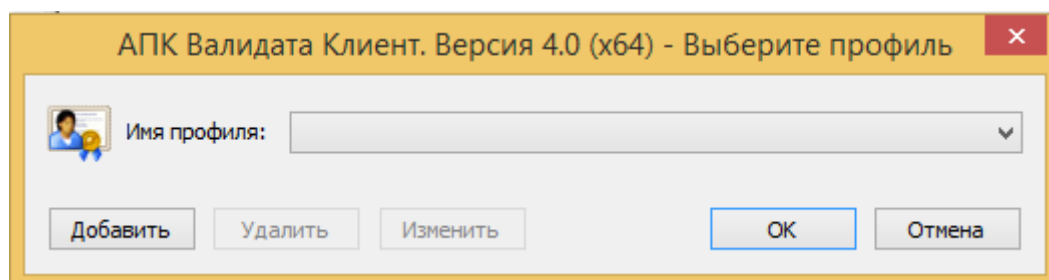 АПК Валидата Клиент. Версия 4.0 (x64) - Выберите профиль
Имя профиля:
Добавить Удалить Изменить OK Отмена